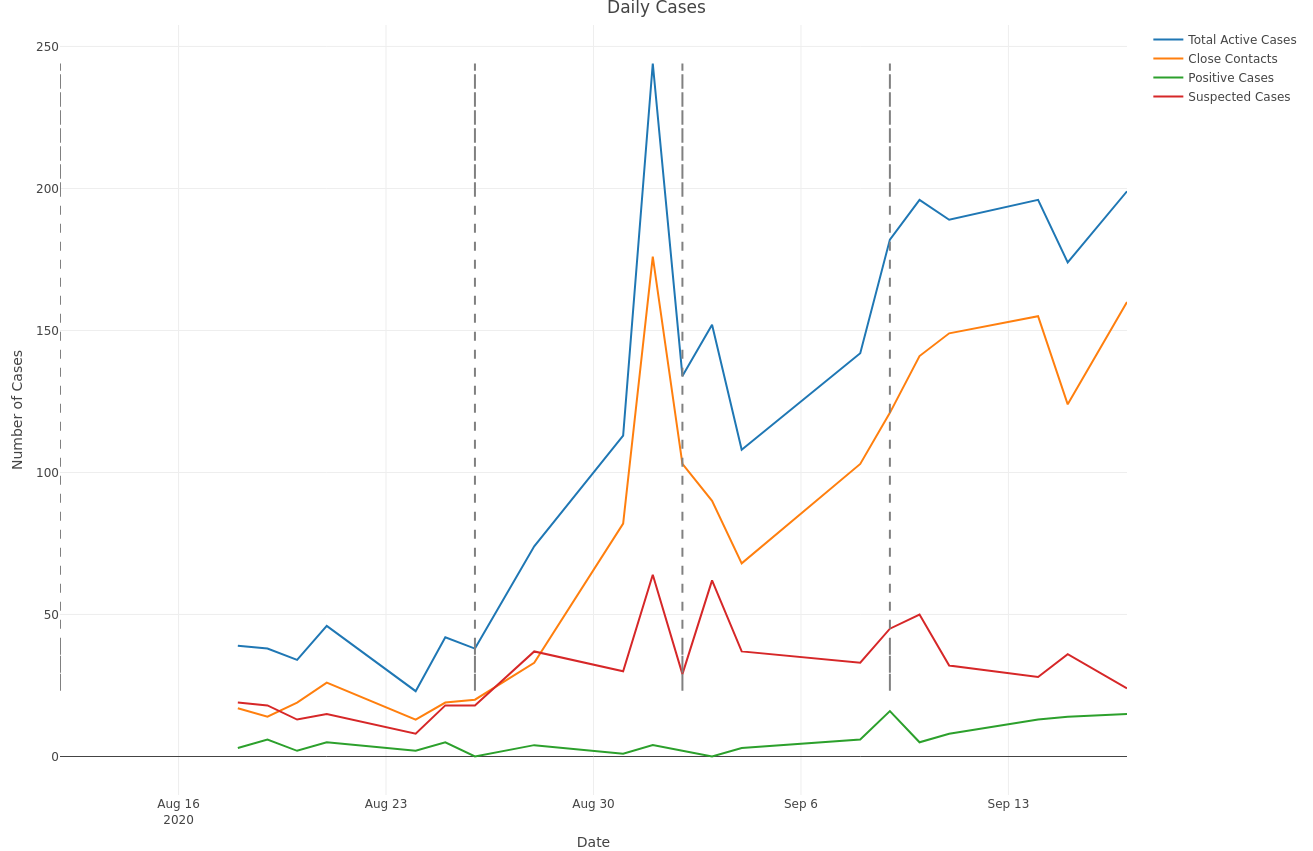 Daily Cases
Total Active Cases
Close Contacts
Positive Cases
Suspected Cases
250
200
150
100
50
0
Number of Cases
Aug 16
2020
Aug 23
Aug 30
Sep 6
Sep 13
Date